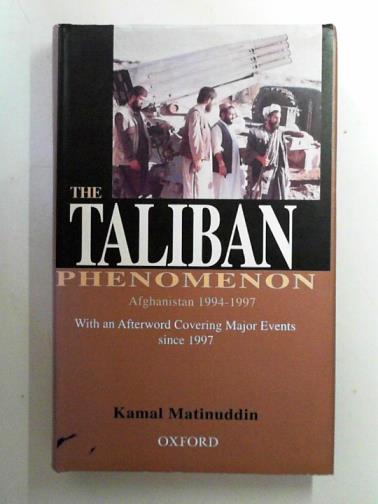 THE
TALIBAN
PHENOMENON
Afghanistan 1994-1997
With an Afterword Covering Major Events
since 1997
Kamal Matinuddin
OXFORD